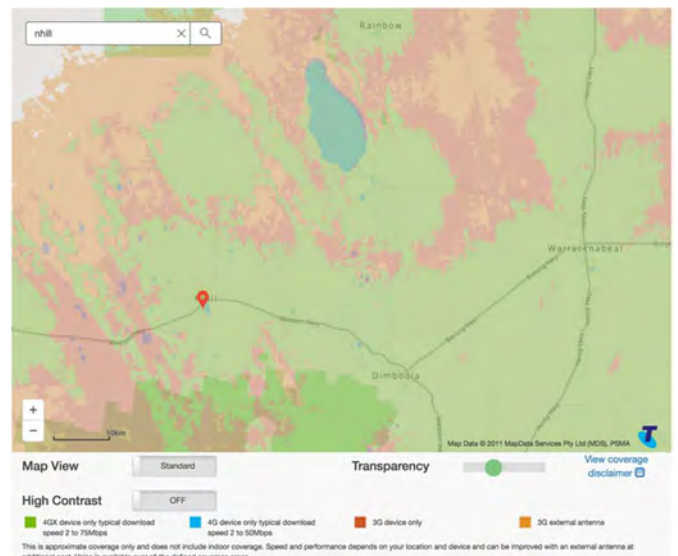 nhill
Rainbow
Warracknabeal
Dimboola
10km
Map Data © 2011 MapData Services Pty Ltd (MDS), PSMA
Map View
Standard
Transparency
View coverage
disclaimer
High Contrast
OFF
4GX device only typical download
speed 2 to 75Mbps
4G device only typical download
speed 2 to 50Mbps
3G device only
3G external antenna
This is approximate coverage only and does not include indoor coverage. Speed and performance depends on your location and device and can be improved with an external antenna at